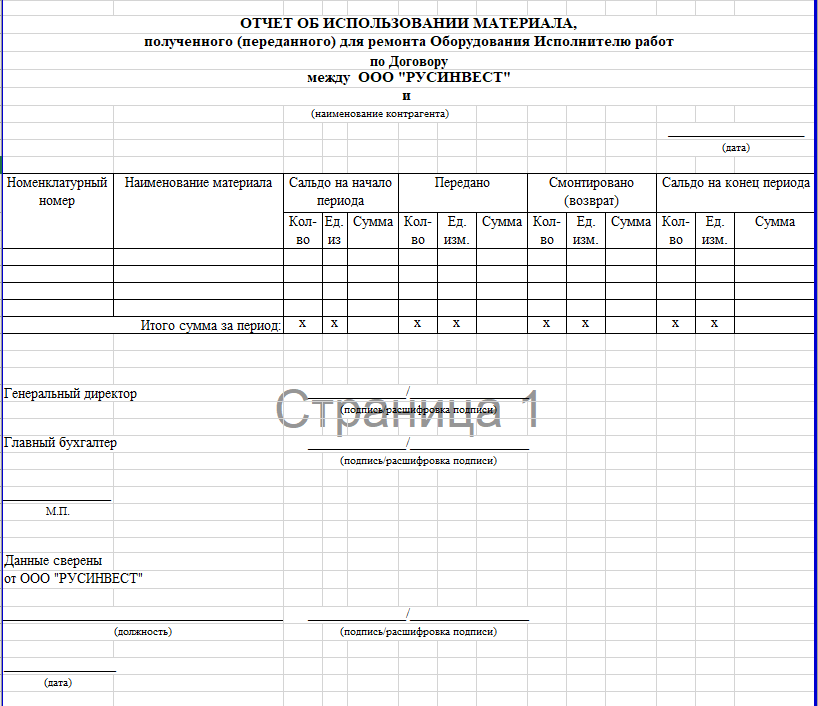 ОТЧЕТ ОБ ИСПОЛЬЗОВАНИИ МАТЕРИАЛА,
полученного (переданного) для ремонта Оборудования Исполнителю работ
по Договору
между ООО "РУСИНВЕСТ"
и
(наименование контрагента)
(дата)
Номенклатурный номер Наименование материала Сальдо на начало периода Передано Смонтировано (возврат) Сальдо на конец периода
Кол-во Ед. из Сумма Кол-во Ед. изм. Сумма Кол-во Ед. изм. Сумма Кол-во Ед. изм. Сумма
Итого сумма за период: x x x x x x x x
Генеральный директор /
(подпись/расшифровка подписи)
Страница 1
Главный бухгалтер /
(подпись/расшифровка подписи)
М.П.
Данные сверены
от ООО "РУСИНВЕСТ"
/
(должность) (подпись/расшифровка подписи)
(дата)